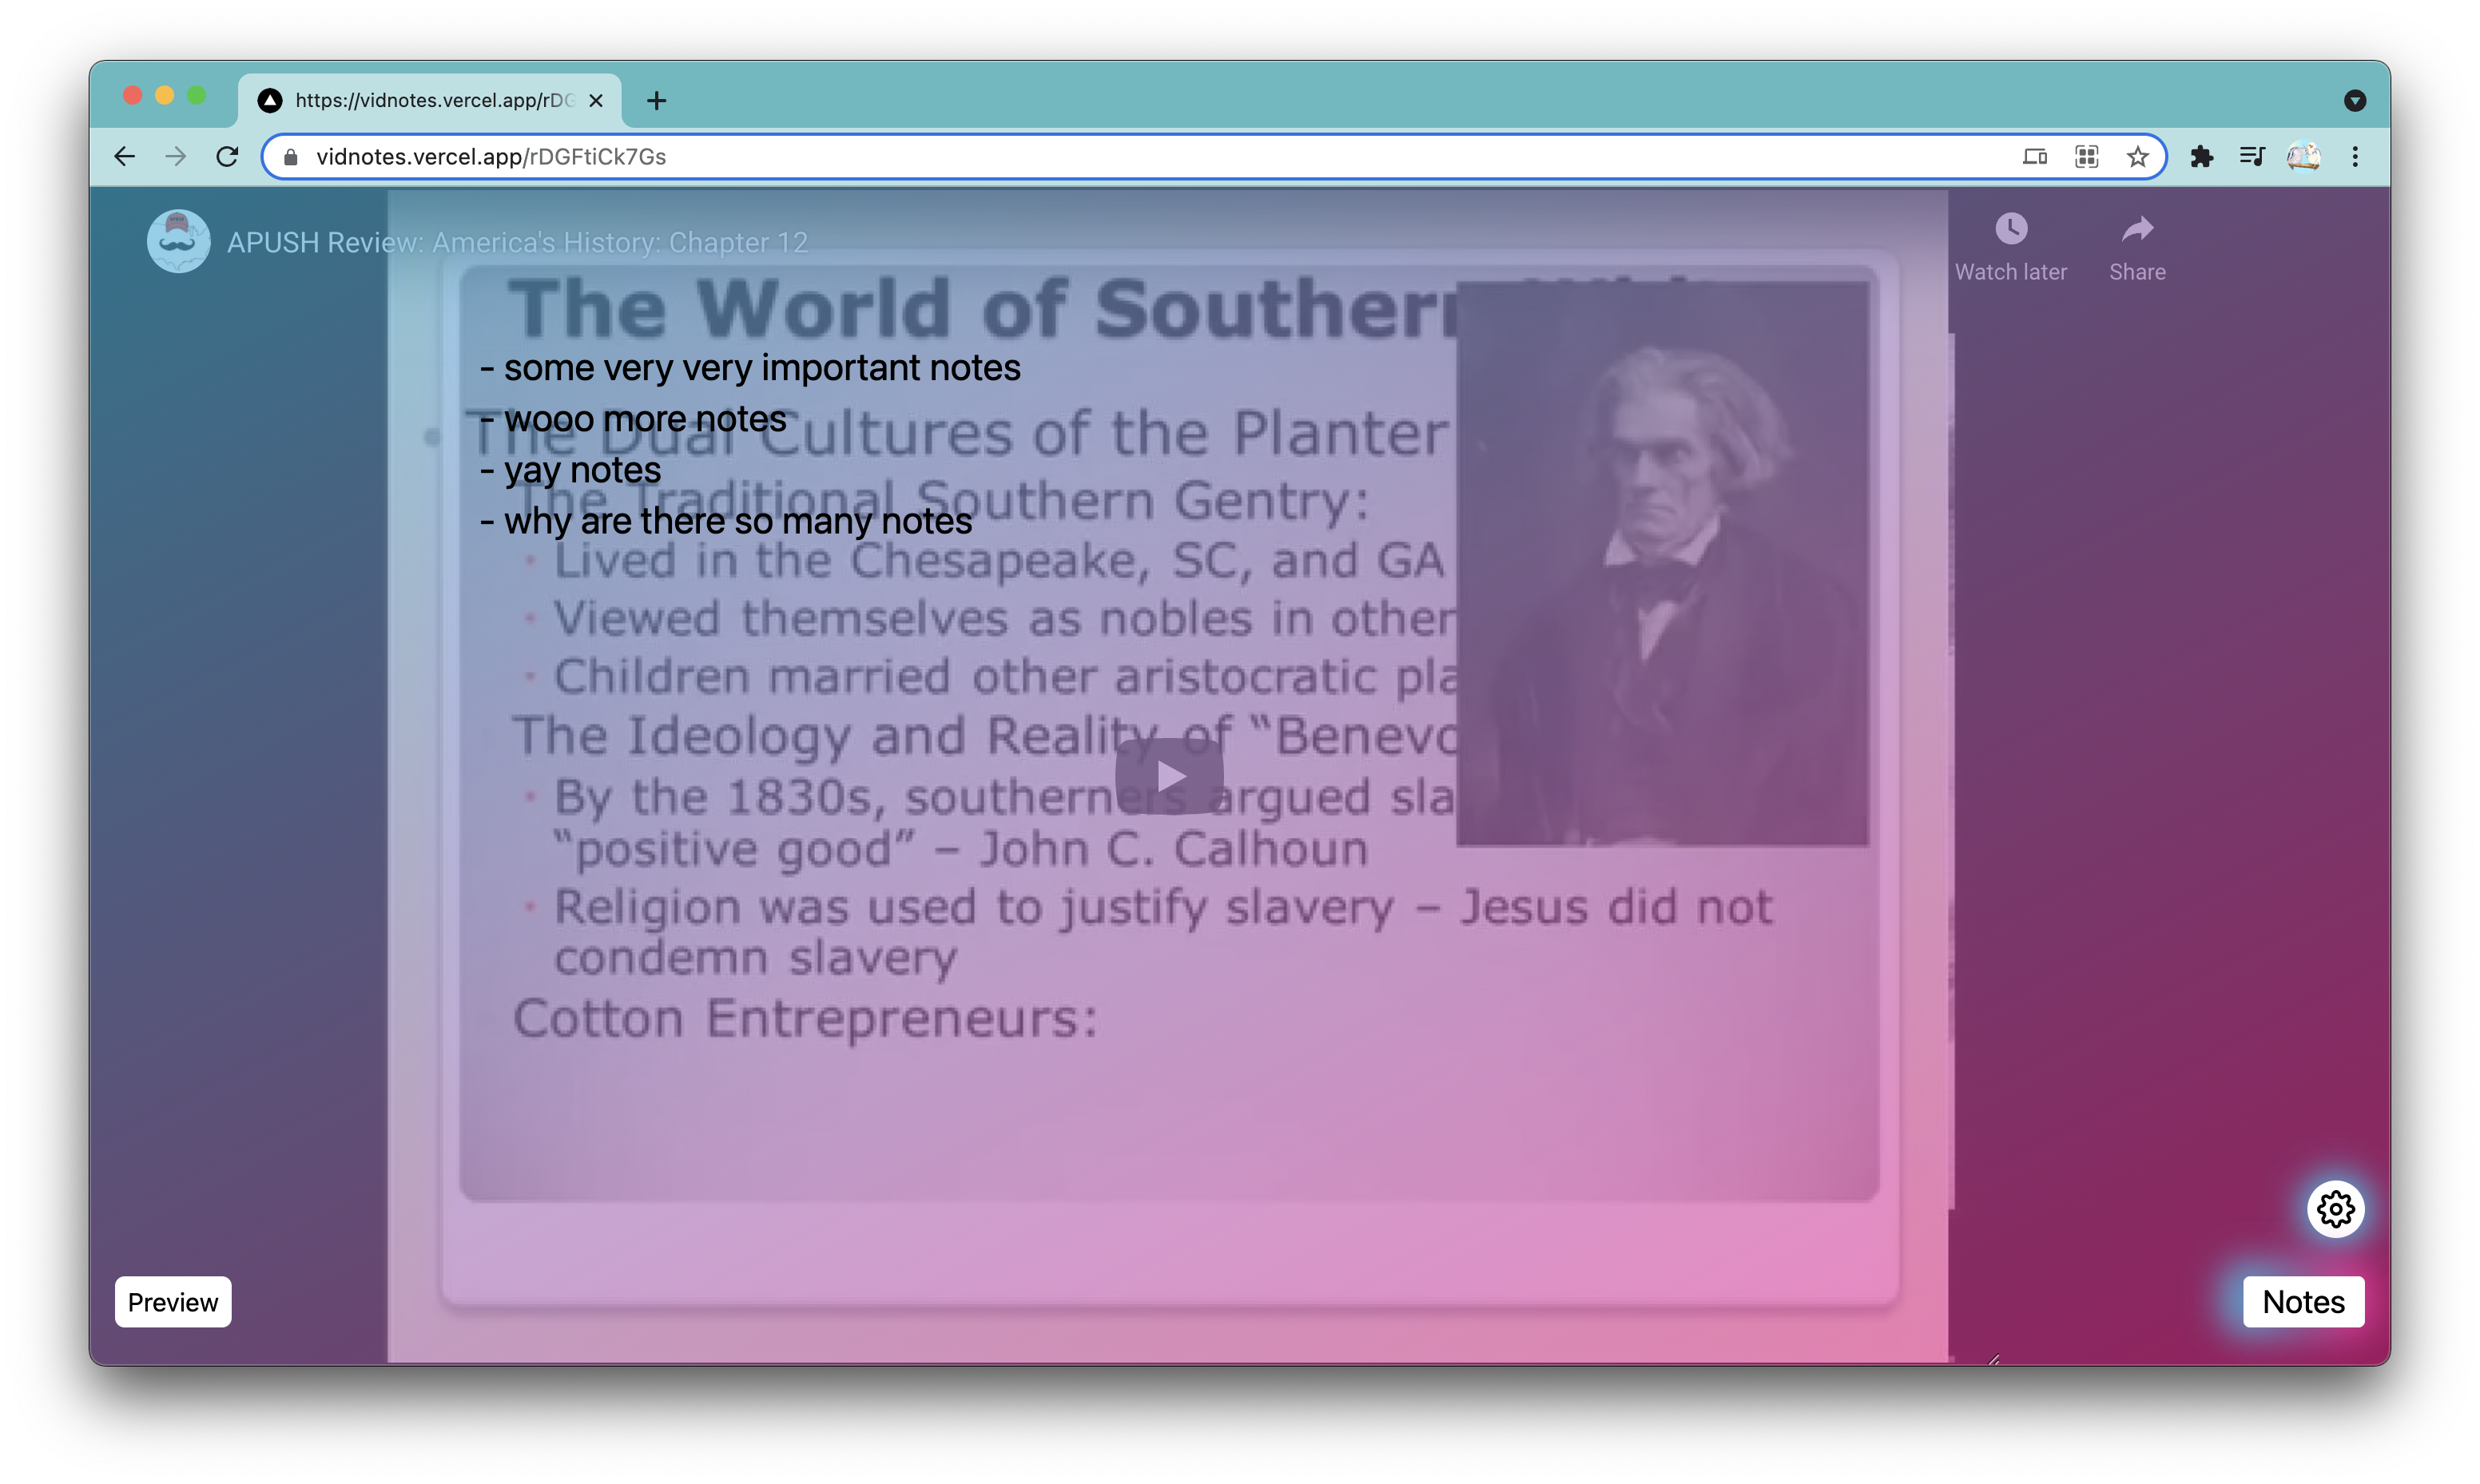 https://vidnotes.vercel.app/rDG
vidnotes.vercel.app/rDGFtiCk7Gs
APUSH Review: America's History: Chapter 12
Watch later
Share
The World of Southern
- some very very important notes
- wooo more notes
The Dual Cultures of the Planter
- yay notes
The Traditional Southern Gentry:
- why are there so many notes
• Lived in the Chesapeake, SC, and GA
• Viewed themselves as nobles in other
• Children married other aristocratic
The Ideology and Reality of
• By the 1830s, southerners argued
“positive good” – John C. Calhoun
• Religion was used to justify slavery – Jesus did not
condemn slavery
Cotton Entrepreneurs:
Preview
Notes